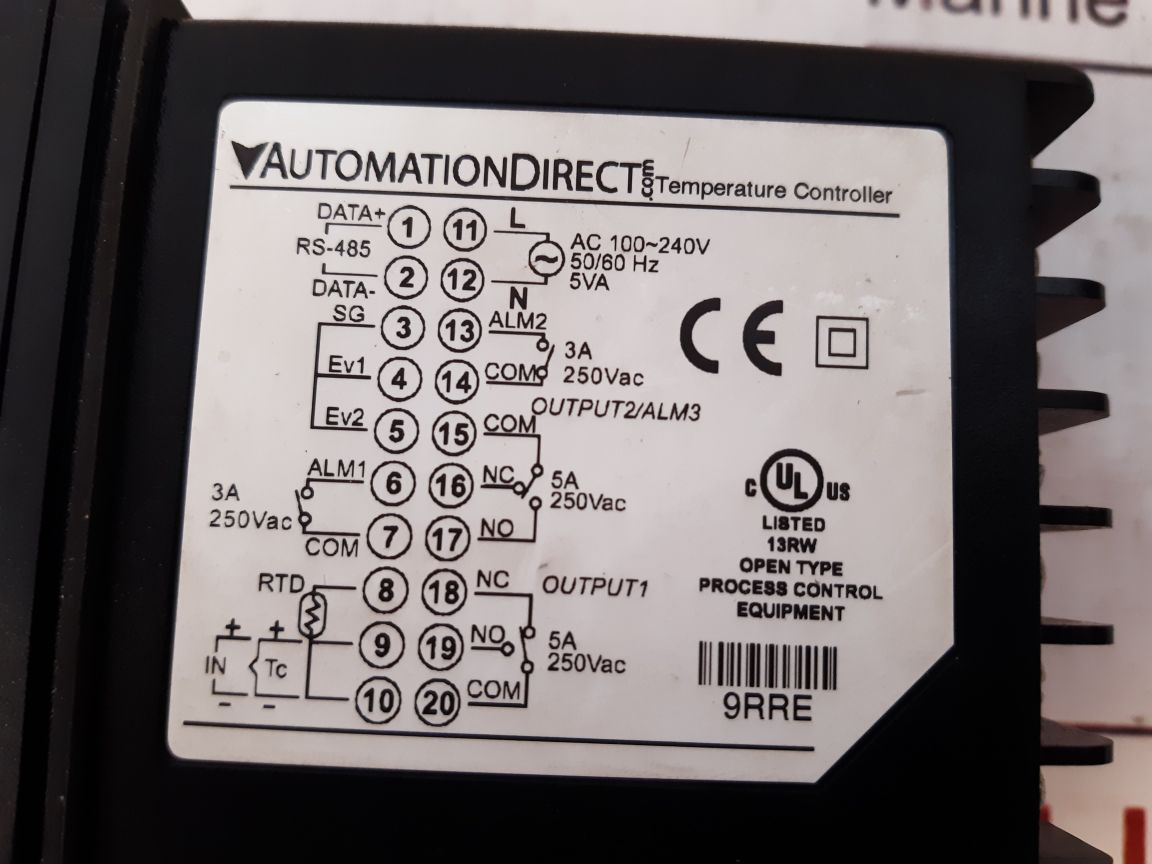 Marine
AUTOMATIONDIRECT.com Temperature Controller
DATA+ 1 11 L
RS-485
AC 100~240V
50/60 Hz
5VA
DATA- 2 12 N
SG 3 13 ALM2
3A
250Vac
Ev1 4 14 COM
OUTPUT2/ALM3
Ev2 5 15 COM
ALM1 6 16 NC
5A
250Vac
3A
250Vac
COM 7 17 NO
RTD 8 18 NC OUTPUT1
+ + 9 19 NO
5A
250Vac
IN Tc
- - 10 20 COM
CE
C UL US
LISTED
13RW
OPEN TYPE
PROCESS CONTROL
EQUIPMENT
9RRE